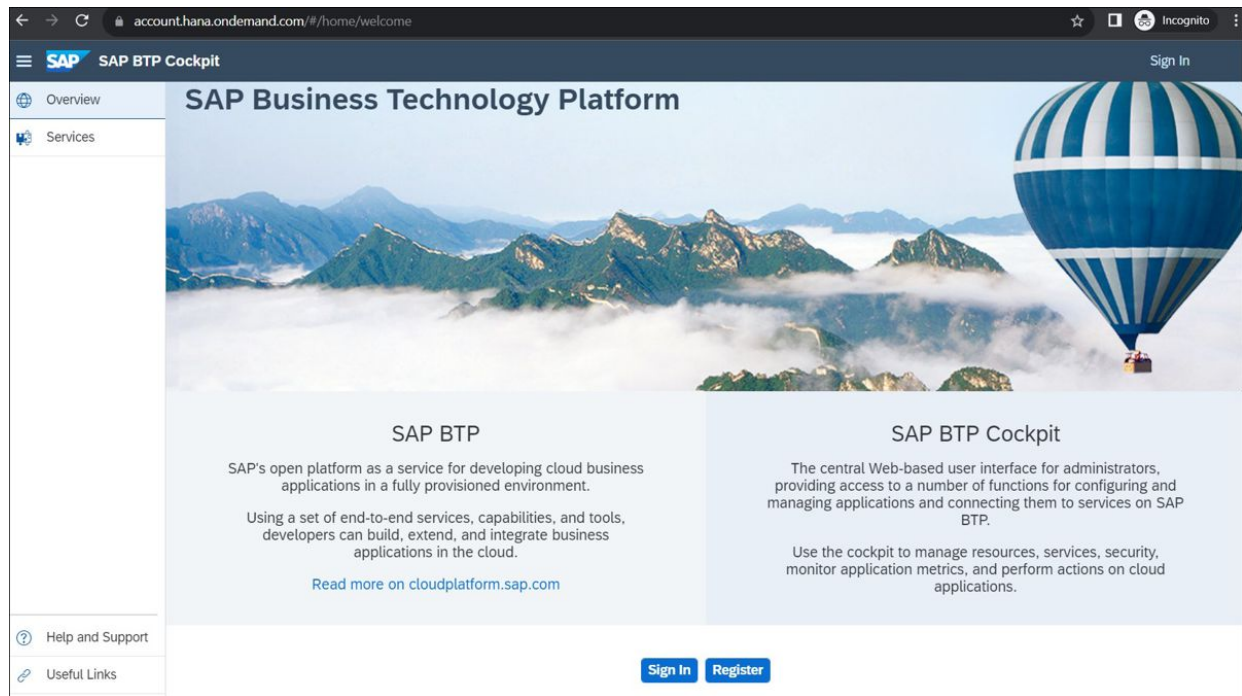 account.hana.ondemand.com/#/home/welcome
Incognito
SAP
SAP BTP Cockpit
Sign In
Overview
Services
SAP Business Technology Platform
SAP BTP
SAP's open platform as a service for developing cloud business
applications in a fully provisioned environment.
Using a set of end-to-end services, capabilities, and tools,
developers can build, extend, and integrate business
applications in the cloud.
Read more on cloudplatform.sap.com
SAP BTP Cockpit
The central Web-based user interface for administrators,
providing access to a number of functions for configuring and
managing applications and connecting them to services on SAP
BTP.
Use the cockpit to manage resources, services, security,
monitor application metrics, and perform actions on cloud
applications.
Help and Support
Useful Links
Sign In
Register